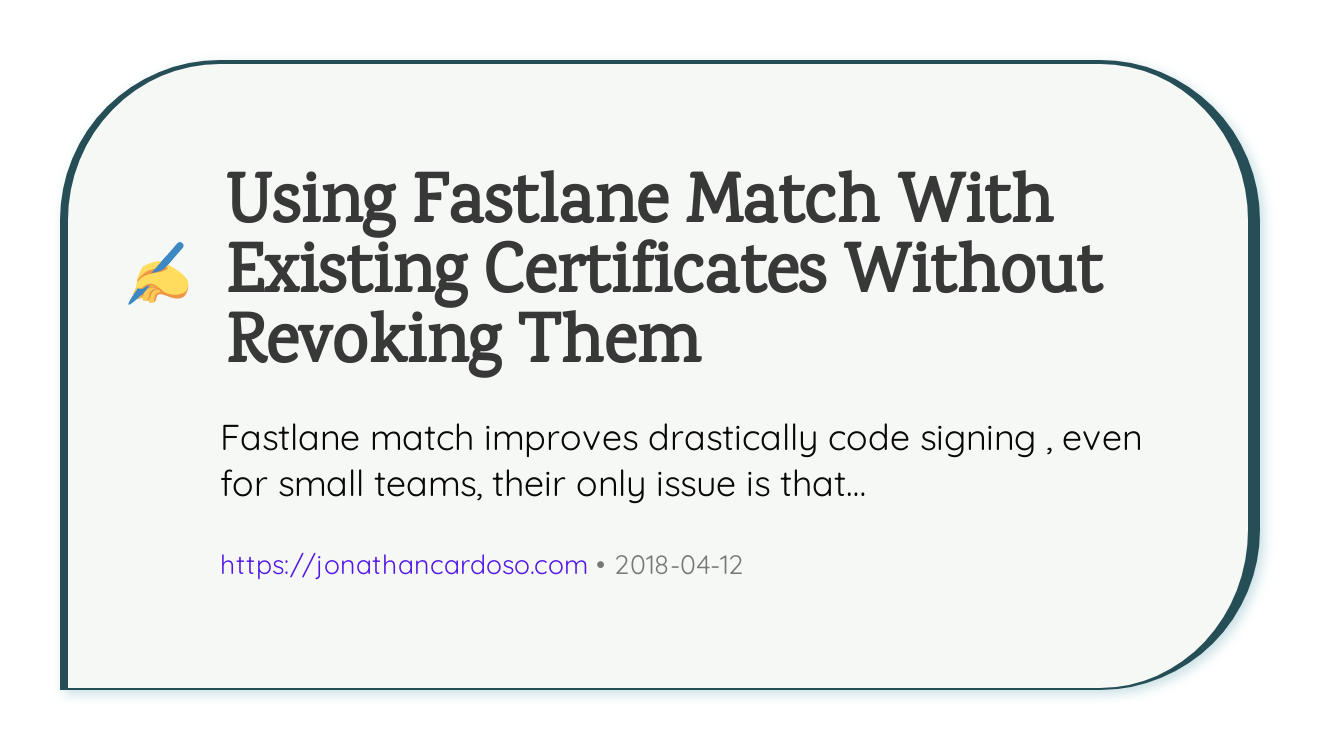 Using Fastlane Match With
Existing Certificates Without
Revoking Them
Fastlane match improves drastically code signing , even
for small teams, their only issue is that...
https://jonathancardoso.com • 2018-04-12